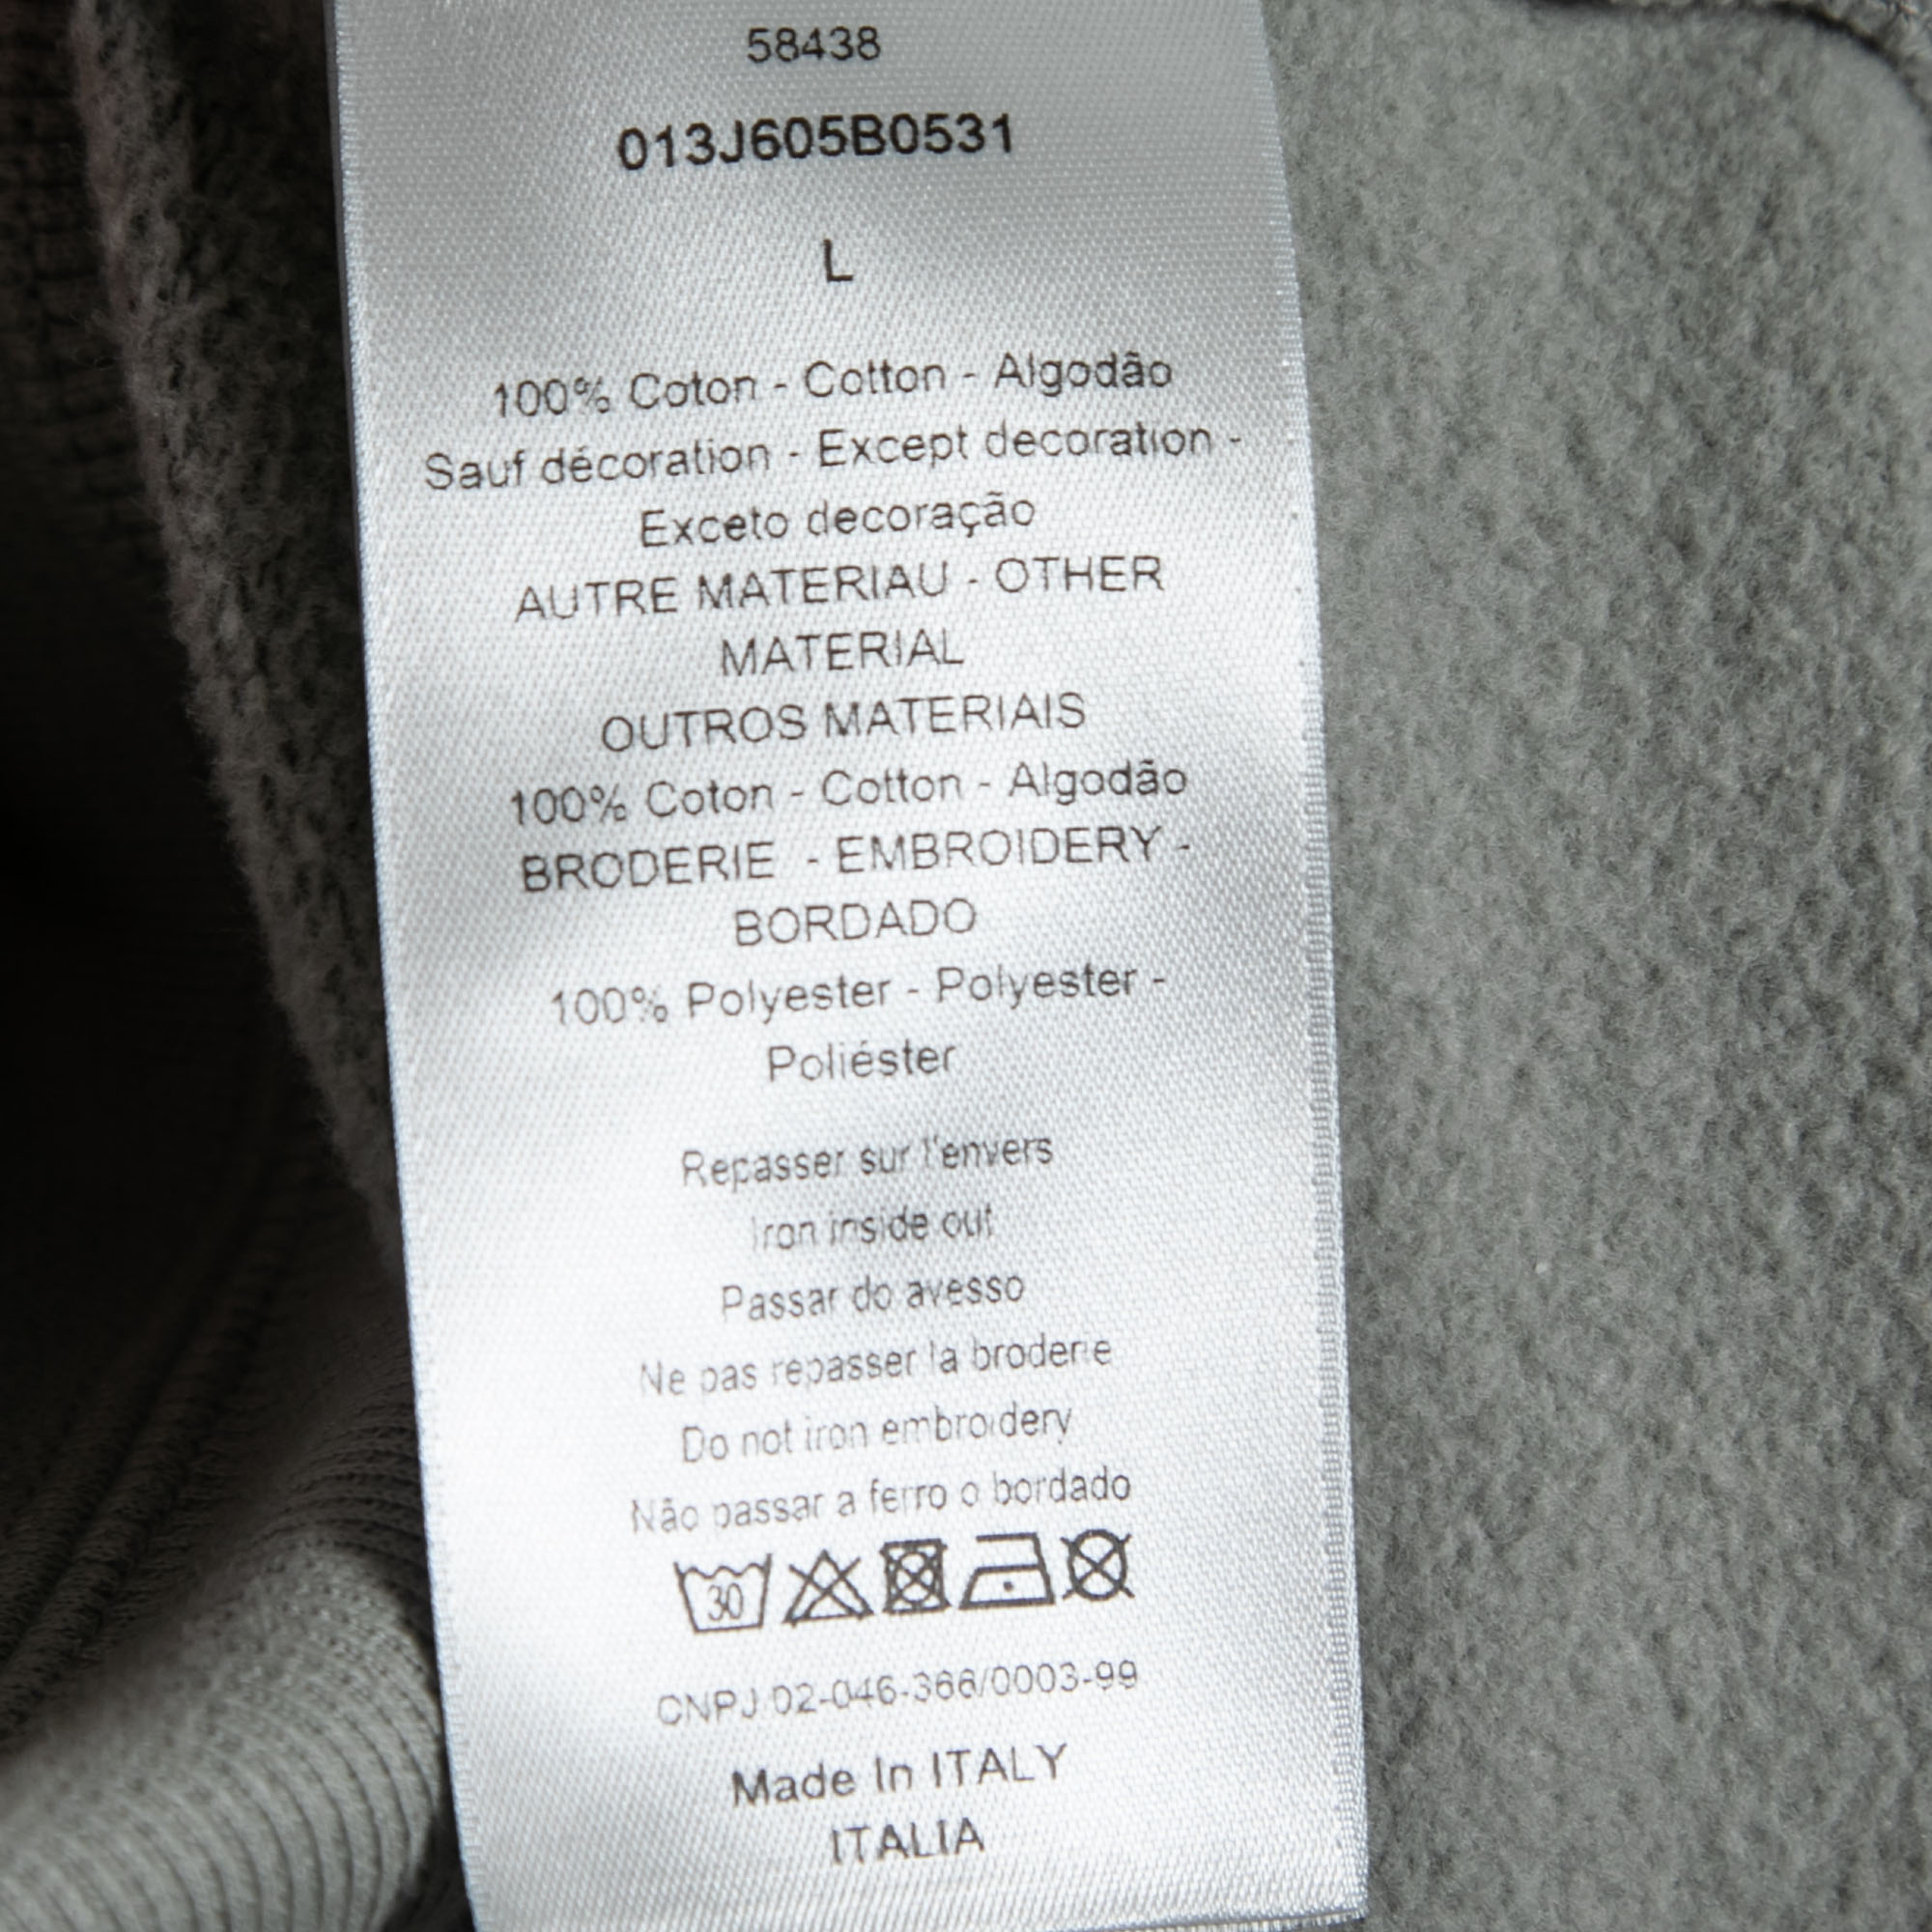 58438
013J605B0531
L
100% Coton - Cotton - Algodão
Sauf décoration - Except decoration -
Exceto decoração
AUTRE MATERIAU - OTHER
MATERIAL
OUTROS MATERIAIS
100% Coton - Cotton - Algodão
BRODERIE - EMBROIDERY -
BORDADO
100% Polyester - Polyester -
Poliéster
Repasser sur l'envers
Iron inside out
Passar do avesso
Ne pas repasser la broderie
Do not iron embroidery
Não passar a ferro o bordado
30
CNPJ 02-046-366/0003-99
Made In ITALY
ITALIA